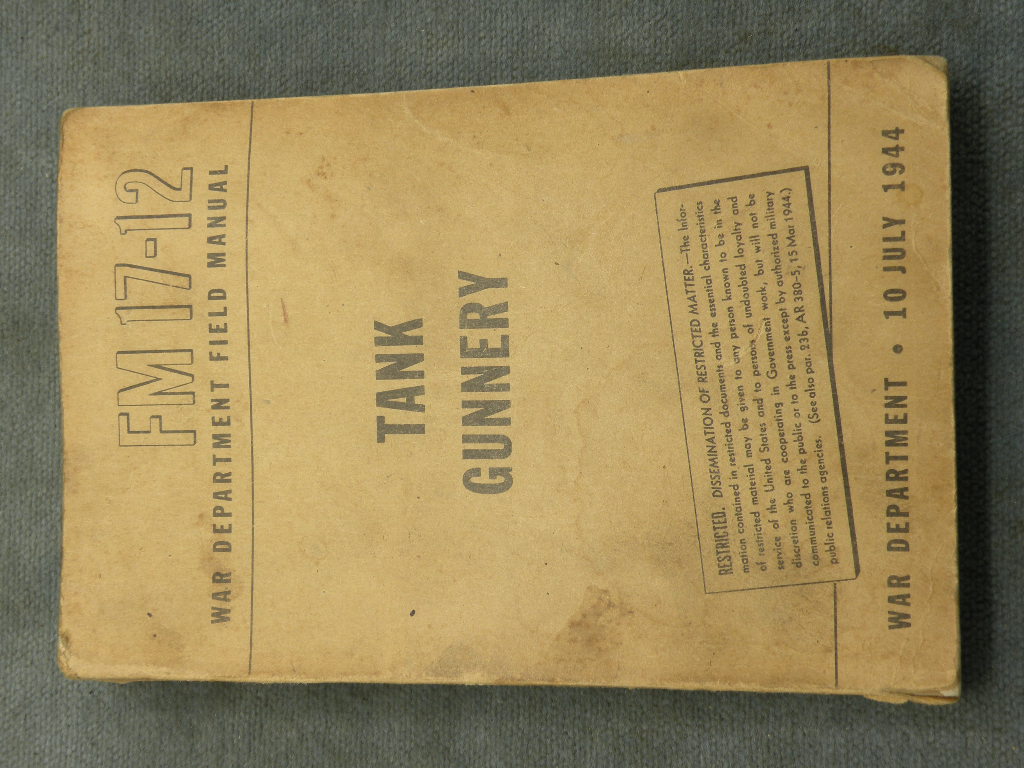 FM 17-12
WAR DEPARTMENT FIELD MANUAL
TANK
GUNNERY
RESTRICTED. DISSEMINATION OF RESTRICTED MATTER.—The infor-
mation contained in restricted documents and the essential characteristics
of restricted material may be given to any person known to be in the
service of the United States and to persons of undoubted loyalty and
discretion who are cooperating in Government work, but will not be
communicated to the public or to the press except by authorized military
public relations agencies. (See also par. 23b, AR 380-5, 15 Mar 1944.)
WAR DEPARTMENT • 10 JULY 1944